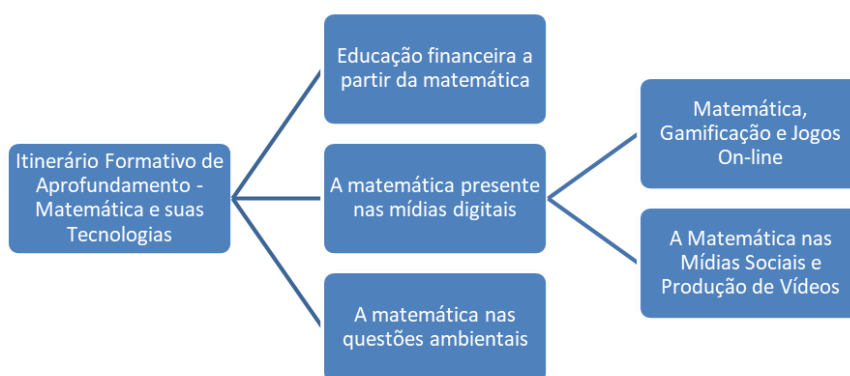 Itinerário Formativo de
Aprofundamento -
Matemática e suas
Tecnologias
Educação financeira a
partir da matemática
A matemática presente
nas mídias digitais
A matemática nas
questões ambientais
Matemática,
Gamificação e Jogos
On-line
A Matemática nas
Mídias Sociais e
Produção de Vídeos